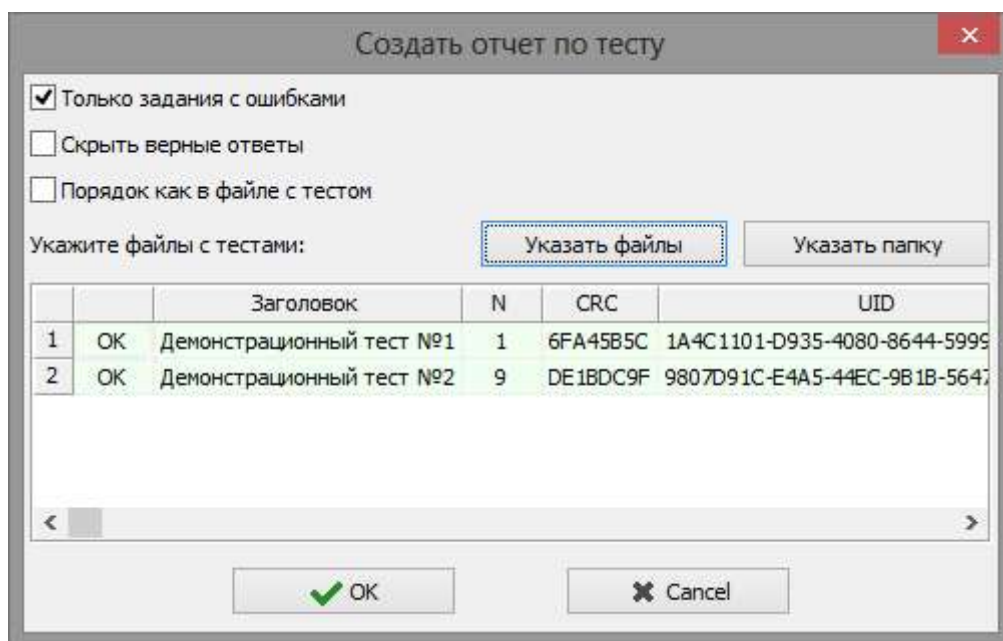 Создать отчет по тесту
Только задания с ошибками
Скрыть верные ответы
Порядок как в файле с тестом
Укажите файлы с тестами: Указать файлы Указать папку
Заголовок N CRC UID
1 OK Демонстрационный тест №1 1 6FA45B5C 1A4C1101-D935-4080-8644-5999
2 OK Демонстрационный тест №2 9 DE1BDC9F 9807D91C-E4A5-44EC-9B1B-5647
OK Cancel